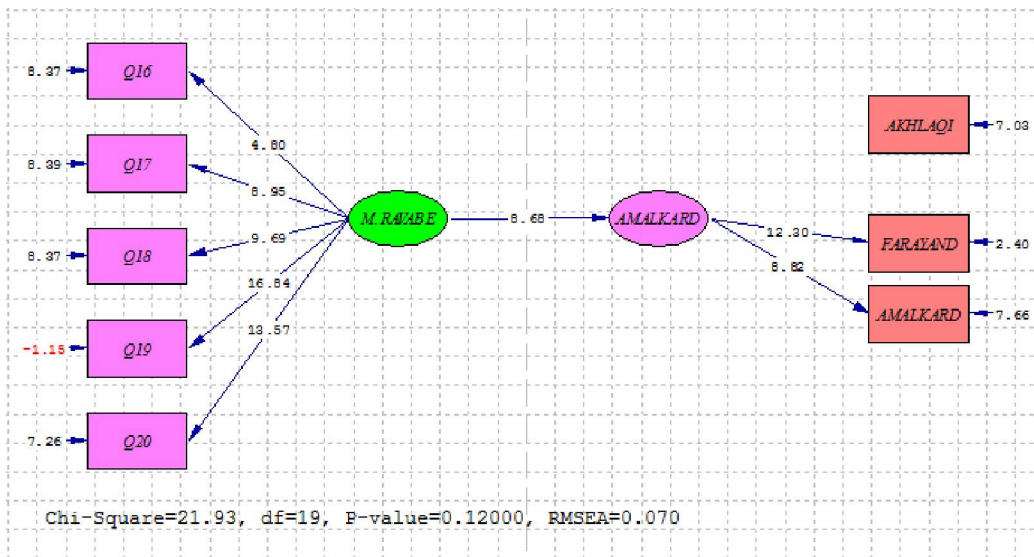 8.37 Q16
AKHLAQI 7.03
4.80
8.39 Q17
8.95
M.RAVABE 8.68 AMALKARD
12.30
FARAYAND 2.40
9.69
8.37 Q18
8.82
16.84
AMALKARD 7.66
13.57
-1.15 Q19
7.26 Q20
Chi-Square=21.93, df=19, P-value=0.12000, RMSEA=0.070